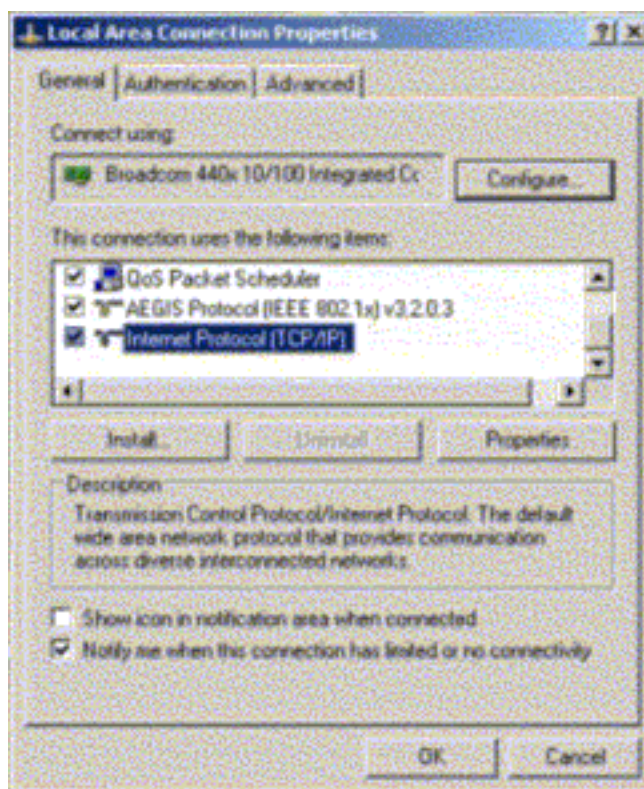 Local Area Connection Properties
General Authentication Advanced
Connect using:
Broadcom 440x 10/100 Integrated Cc Configure...
This connection uses the following items:
QoS Packet Scheduler
AEGIS Protocol (IEEE 802.1x) v3.2.0.3
Internet Protocol (TCP/IP)
Install... Uninstall Properties
Description
Transmission Control Protocol/Internet Protocol. The default
wide area network protocol that provides communication
across diverse interconnected networks.
Show icon in notification area when connected
Notify me when this connection has limited or no connectivity
OK Cancel